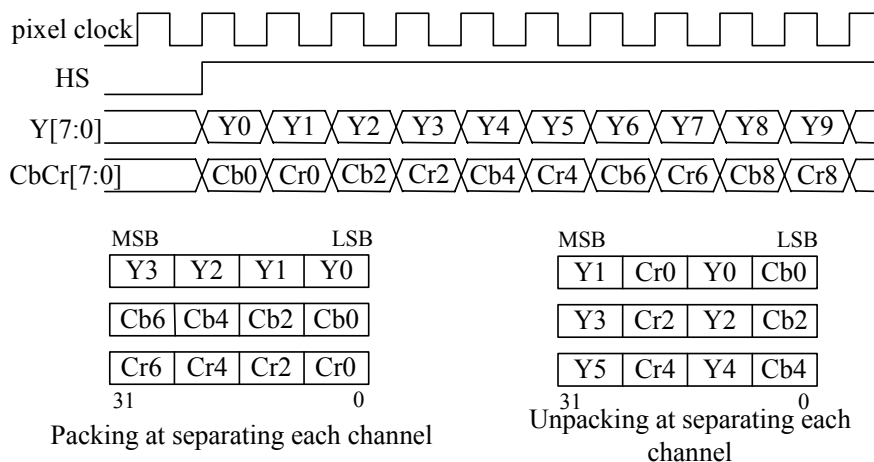 pixel clock
HS
Y[7:0] Y0 Y1 Y2 Y3 Y4 Y5 Y6 Y7 Y8 Y9
CbCr[7:0] Cb0 Cr0 Cb2 Cr2 Cb4 Cr4 Cb6 Cr6 Cb8 Cr8
MSB LSB
Y3 Y2 Y1 Y0
Cb6 Cb4 Cb2 Cb0
Cr6 Cr4 Cr2 Cr0
31 0
Packing at separating each channel
MSB LSB
Y1 Cr0 Y0 Cb0
Y3 Cr2 Y2 Cb2
Y5 Cr4 Y4 Cb4
31 0
Unpacking at separating each
channel